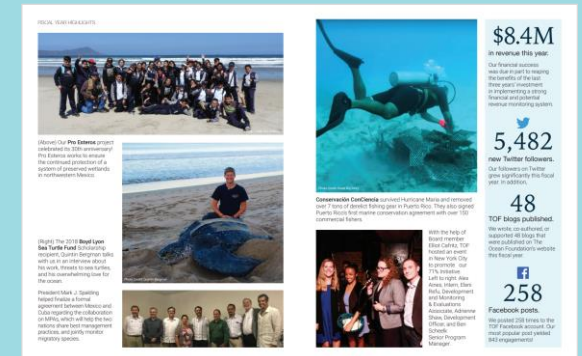 FISCAL YEAR HIGHLIGHTS
(Above) Our Pro Esteros project
celebrated its 30th anniversary!
Pro Esteros works to ensure
the continued protection of a
system of preserved wetlands
in northwestern Mexico.
(Right) The 2018 Boyd Lyon
Sea Turtle Fund Scholarship
recipient, Quintin Bergman talks
with us in an interview about
his work, threats to sea turtles,
and his overwhelming love for
the ocean.
President Mark J. Spalding
helped finalize a formal
agreement between Mexico and
Cuba regarding the collaboration
on MPAs, which will help the two
nations share best management
practices, and jointly monitor
migratory species.
Conservación ConCiencia survived Hurricane Maria and removed
over 7 tons of derelict fishing gear in Puerto Rico. They also signed
Puerto Rico's first marine conservation agreement with over 150
commercial fishers.
With the help of
Board member
Elliot Cafritz, TOF
hosted an event
in New York City
to promote our
71% Initiative.
Left to right: Alex
Ames, Intern, Eleni
Refu, Development
and Monitoring
& Evaluations
Associate, Adrienne
Shaw, Development
Officer, and Ben
Scheelk
Senior Program
Manager
$8.4M
in revenue this year.
Our financial success
was due in part to reaping
the benefits of the last
three years' investment
in implementing a strong
financial and potential
revenue monitoring system.
5,482
new Twitter followers.
Our followers on Twitter
grew significantly this fiscal
year. In addition,
48
TOF blogs published.
We wrote, co-authored, or
supported 48 blogs that
were published on The
Ocean Foundation's website
this fiscal year.
258
Facebook posts.
We posted 258 times to the
TOF Facebook account. Our
most popular post yielded
840 engagements!